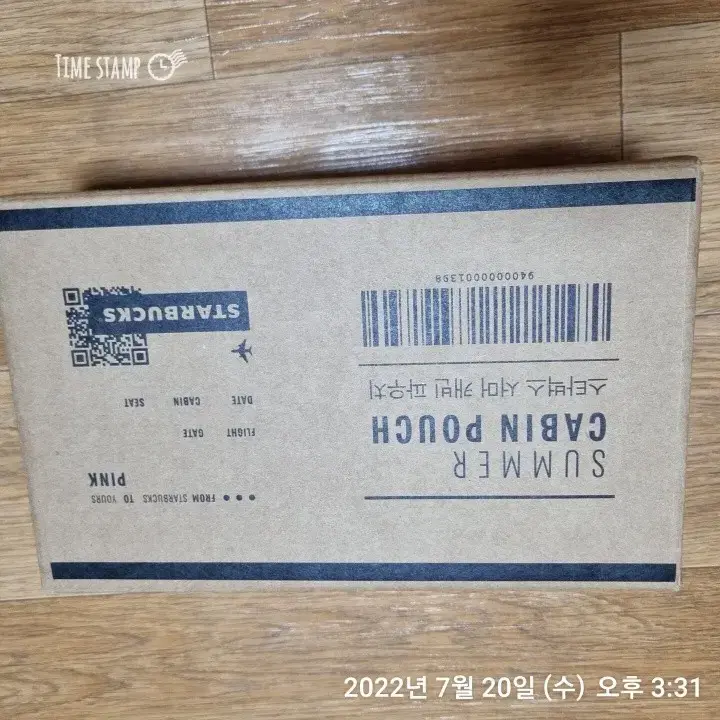 TIME STAMP
SUMMER
CABIN POUCH
스타벅스 서머 캐빈 파우치
9400000001398
••• FROM STARBUCKS TO YOURS
PINK
FLIGHT GATE
DATE CABIN SEAT
STARBUCKS
2022년 7월 20일 (수) 오후 3:31